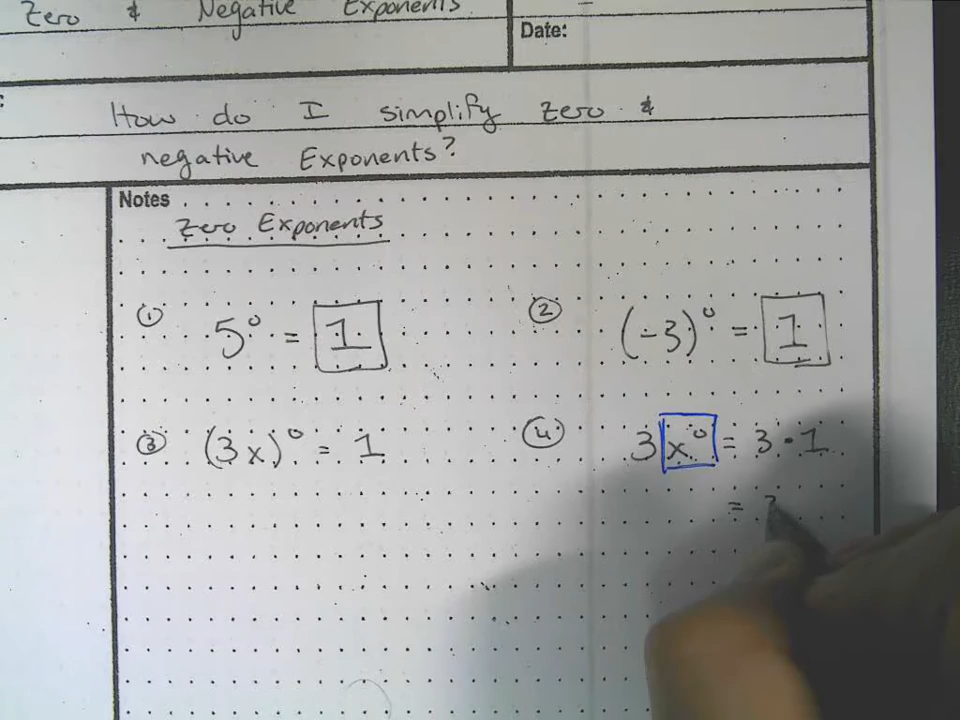 Zero & Negative Exponents
Date:
:
How do I simplify zero &
negative Exponents?
Notes
Zero Exponents
① 5⁰ = 1
② (-3)⁰ = 1
③ (3x)⁰ = 1
④ 3x⁰ = 3 · 1
=